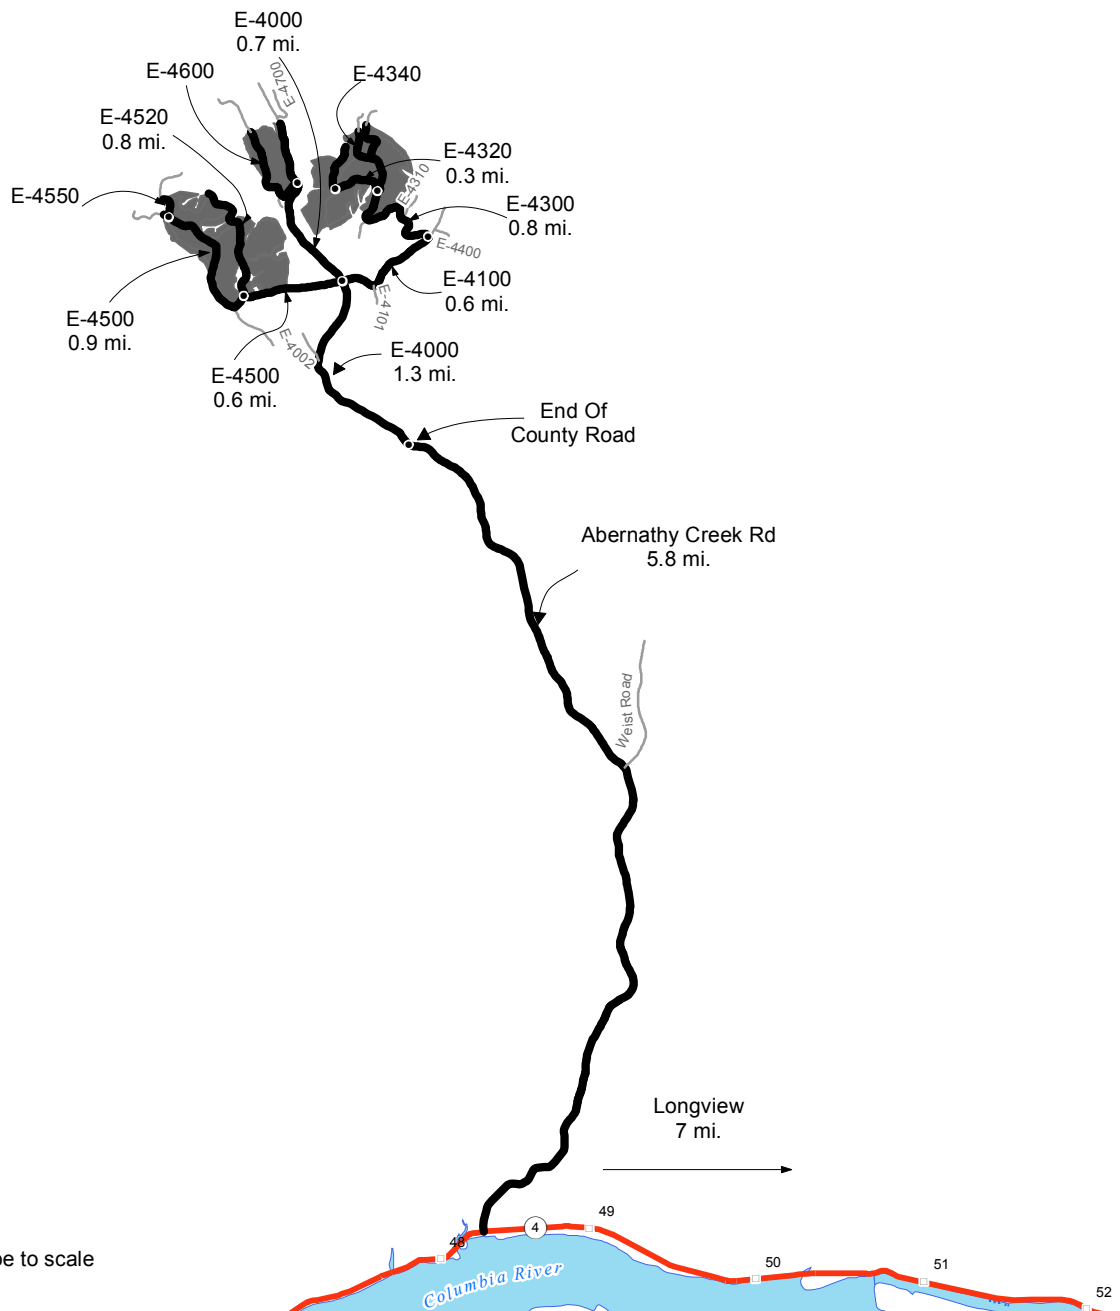 E-4000
0.7 mi.
E-4600
E-4700
E-4340
E-4520
0.8 mi.
E-4320
0.3 mi.
E-4310
E-4550
E-4300
0.8 mi.
E-4400
E-4100
0.6 mi.
E-4101
E-4500
0.9 mi.
E-4002
E-4500
0.6 mi.
E-4000
1.3 mi.
End Of
County Road
Abernathy Creek Rd
5.8 mi.
Weist Road
Longview
7 mi.
49
4
48
50
51
52
Columbia River
to scale